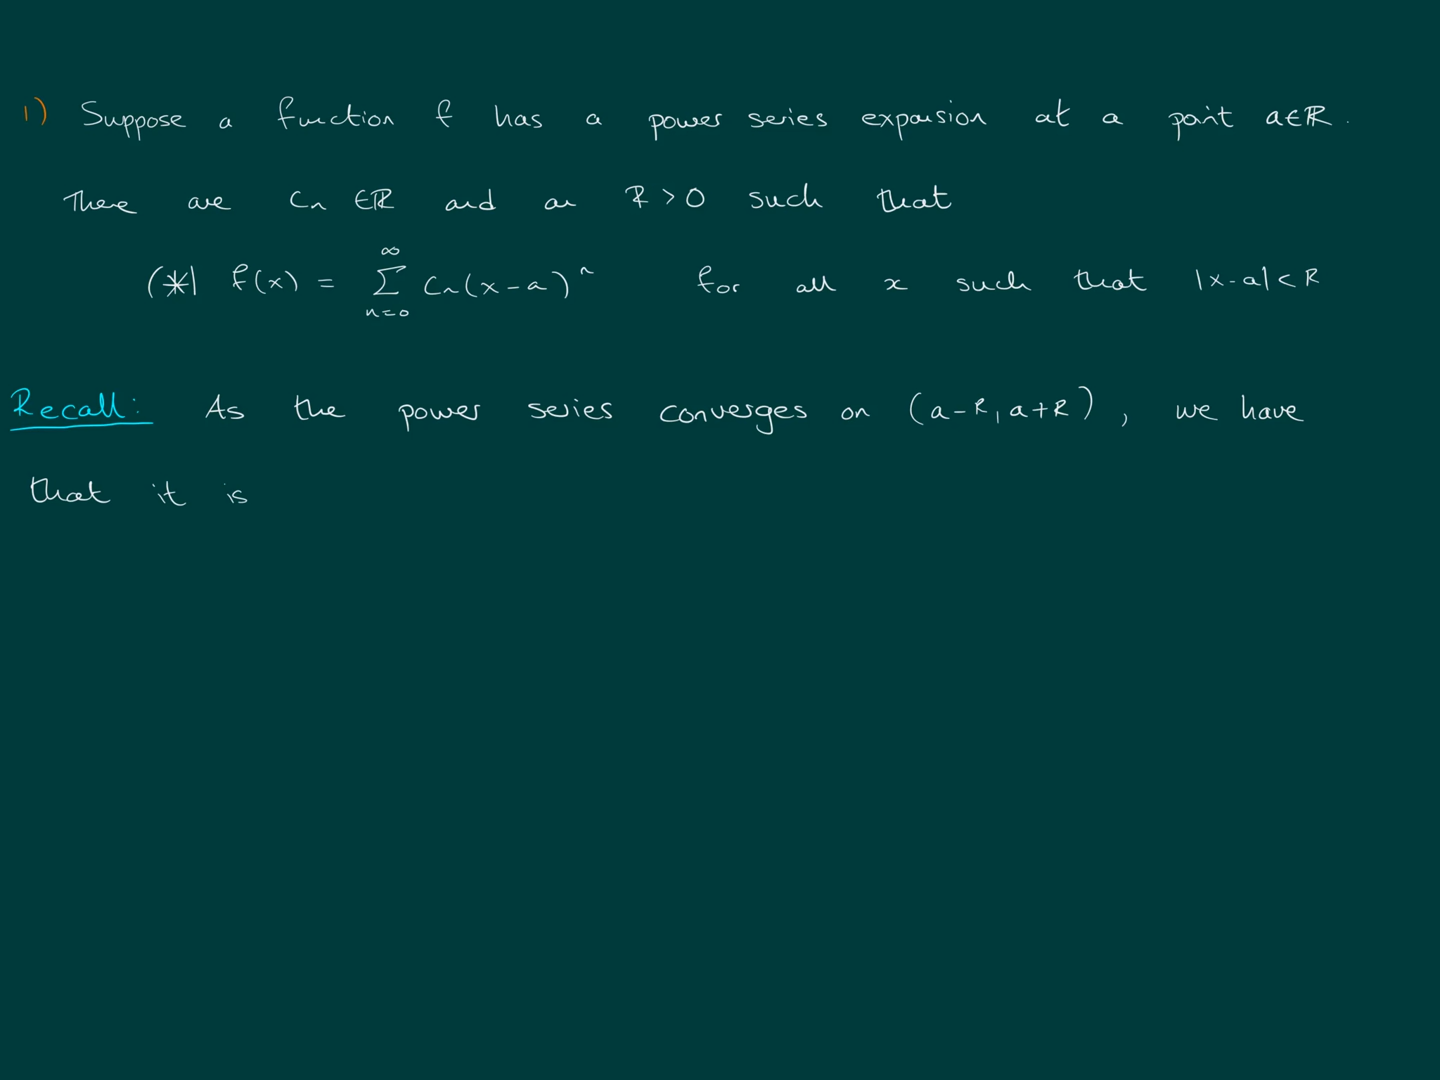 1) Suppose a function f has a power series expansion at a point a∈ℝ.
There are cₙ ∈ℝ and an R > 0 such that
(*) f(x) = ∑_{n=0}^{∞} cₙ(x-a)ⁿ for all x such that |x-a| < R
Recall: As the power series converges on (a-R, a+R), we have
that it is